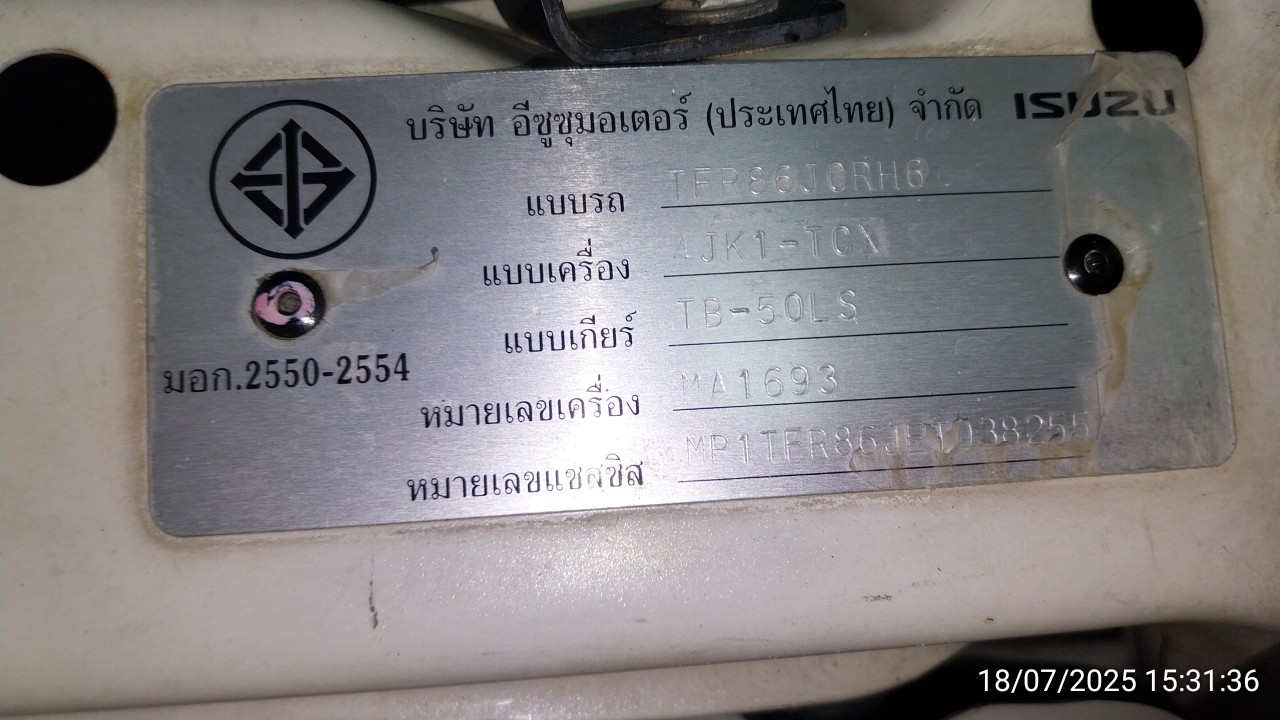 บริษัท อีซูซุมอเตอร์ (ประเทศไทย) จำกัด ISUZU
แบบรถ TFR86JCRH6
แบบเครื่อง 4JK1-TCX
แบบเกียร์ TB-50LS
มอก.2550-2554
หมายเลขเครื่อง MA1693
หมายเลขแชสซิส
18/07/2025 15:31:36